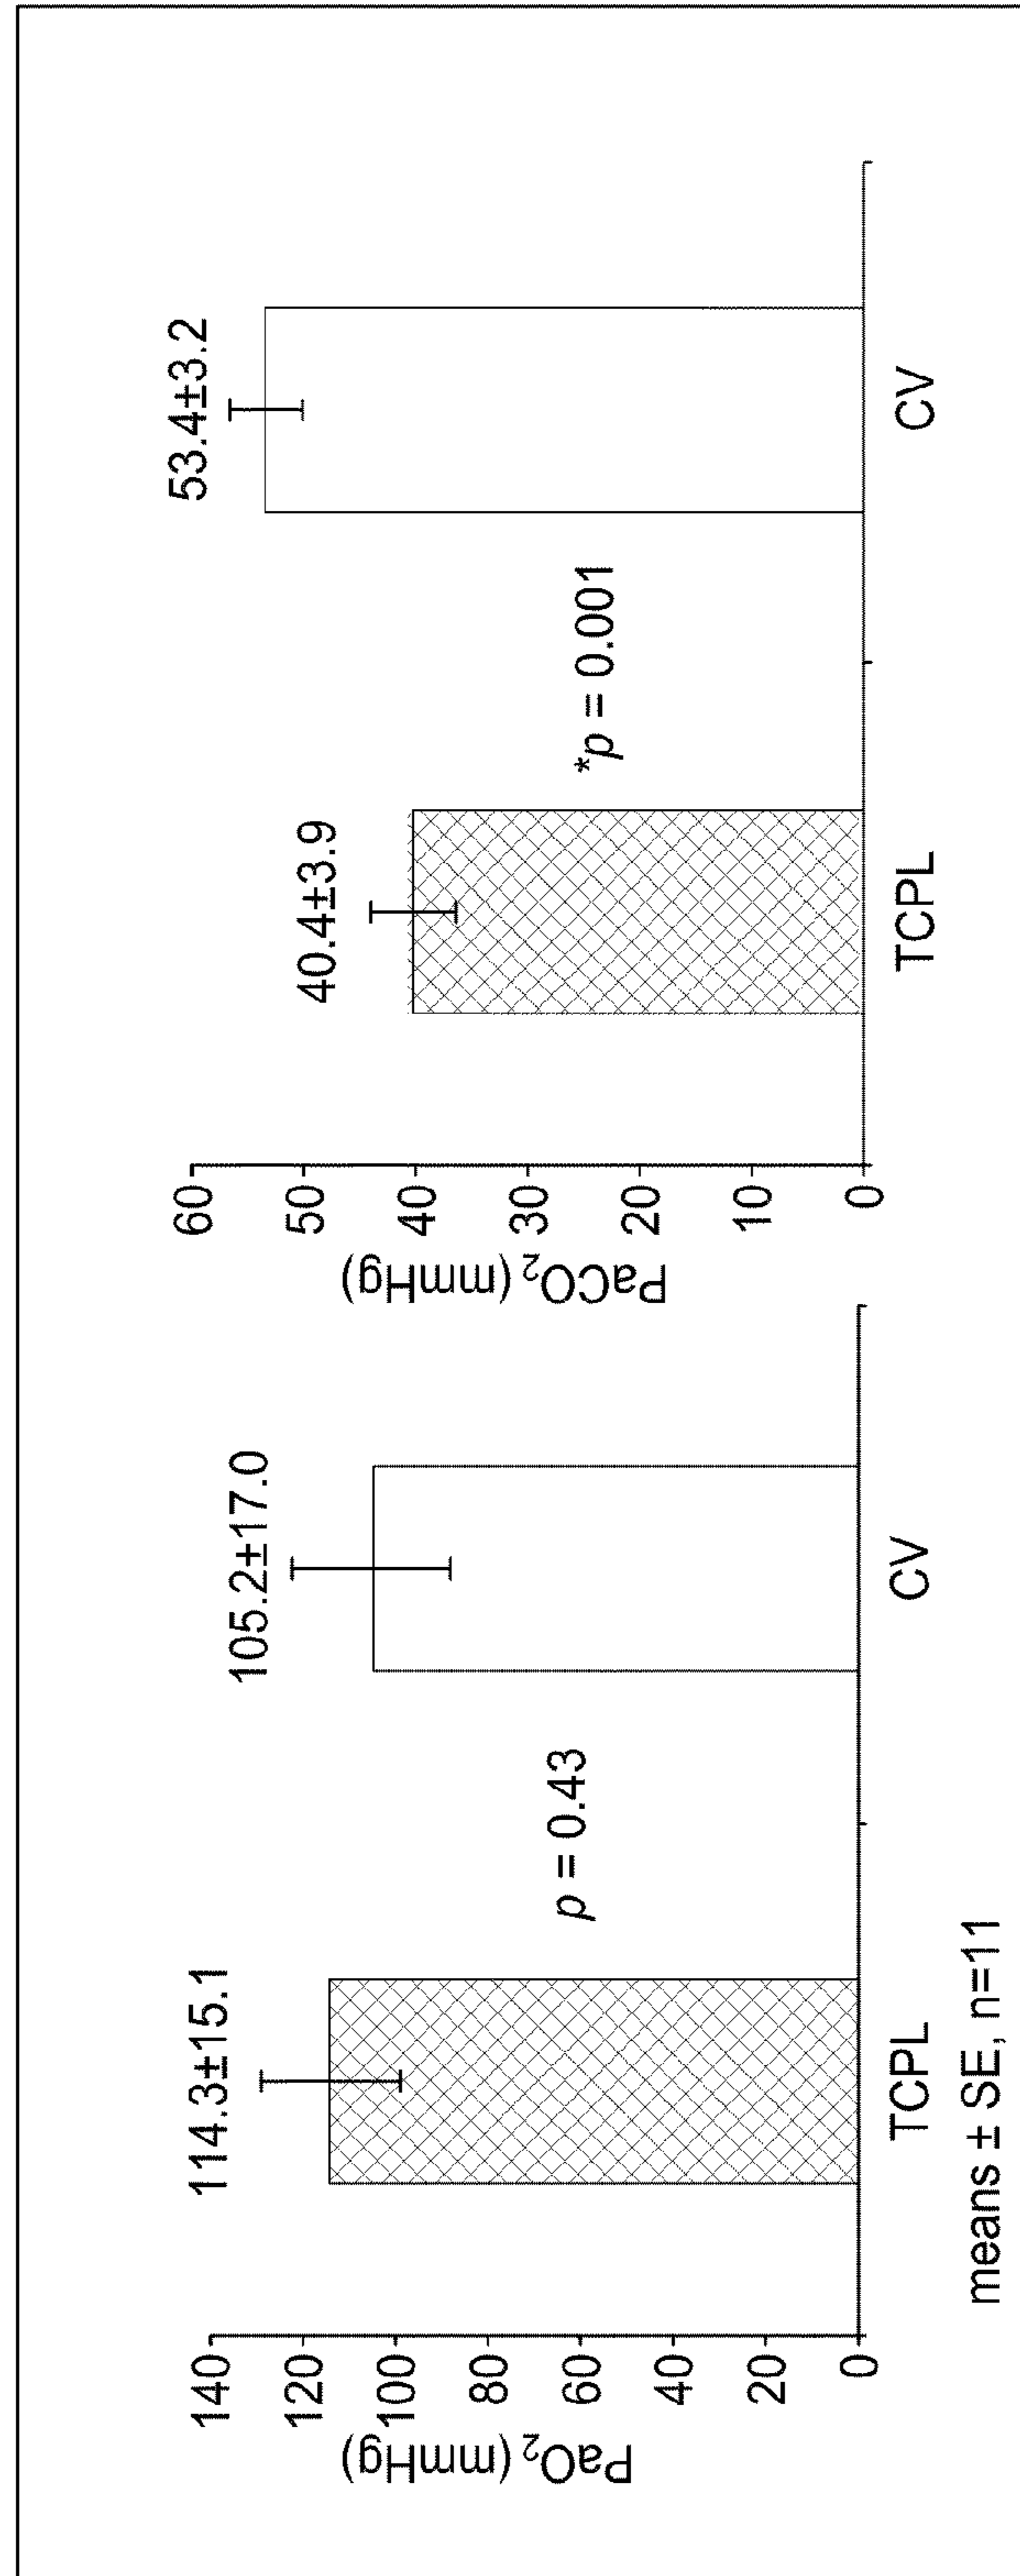 PaO₂ (mmHg)
140
120
100
80
60
40
20
0
114.3±15.1
p = 0.43
105.2±17.0
TCPL
CV
means ± SE, n=11
PaCO₂ (mmHg)
60
50
40
30
20
10
0
40.4±3.9
*p = 0.001
53.4±3.2
TCPL
CV